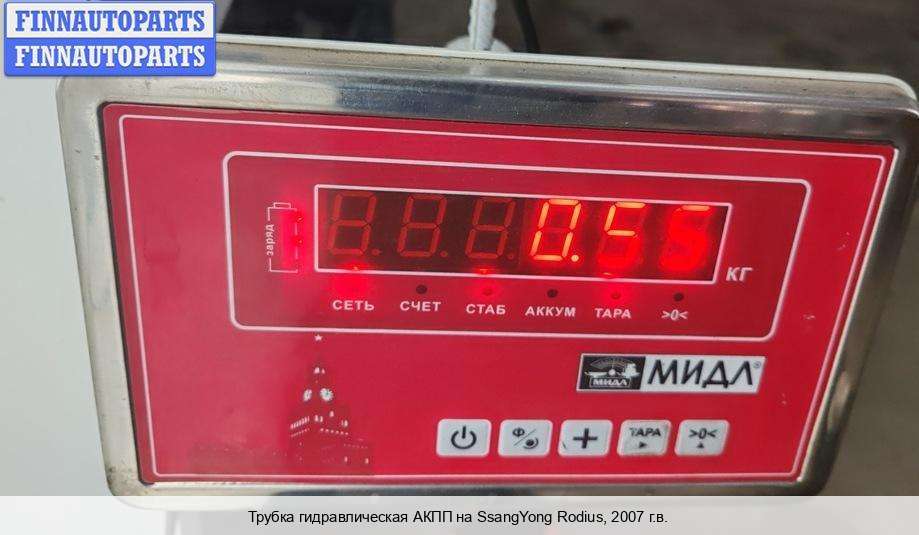 FINNAUTOPARTS
FINNAUTOPARTS
заряд
0.55
КГ
СЕТЬ СЧЕТ СТАБ АККУМ ТАРА >0<
МИДЛ МИДЛ®
Ф/ + ТАРА >0<
Трубка гидравлическая АКПП на SsangYong Rodius, 2007 г.в.